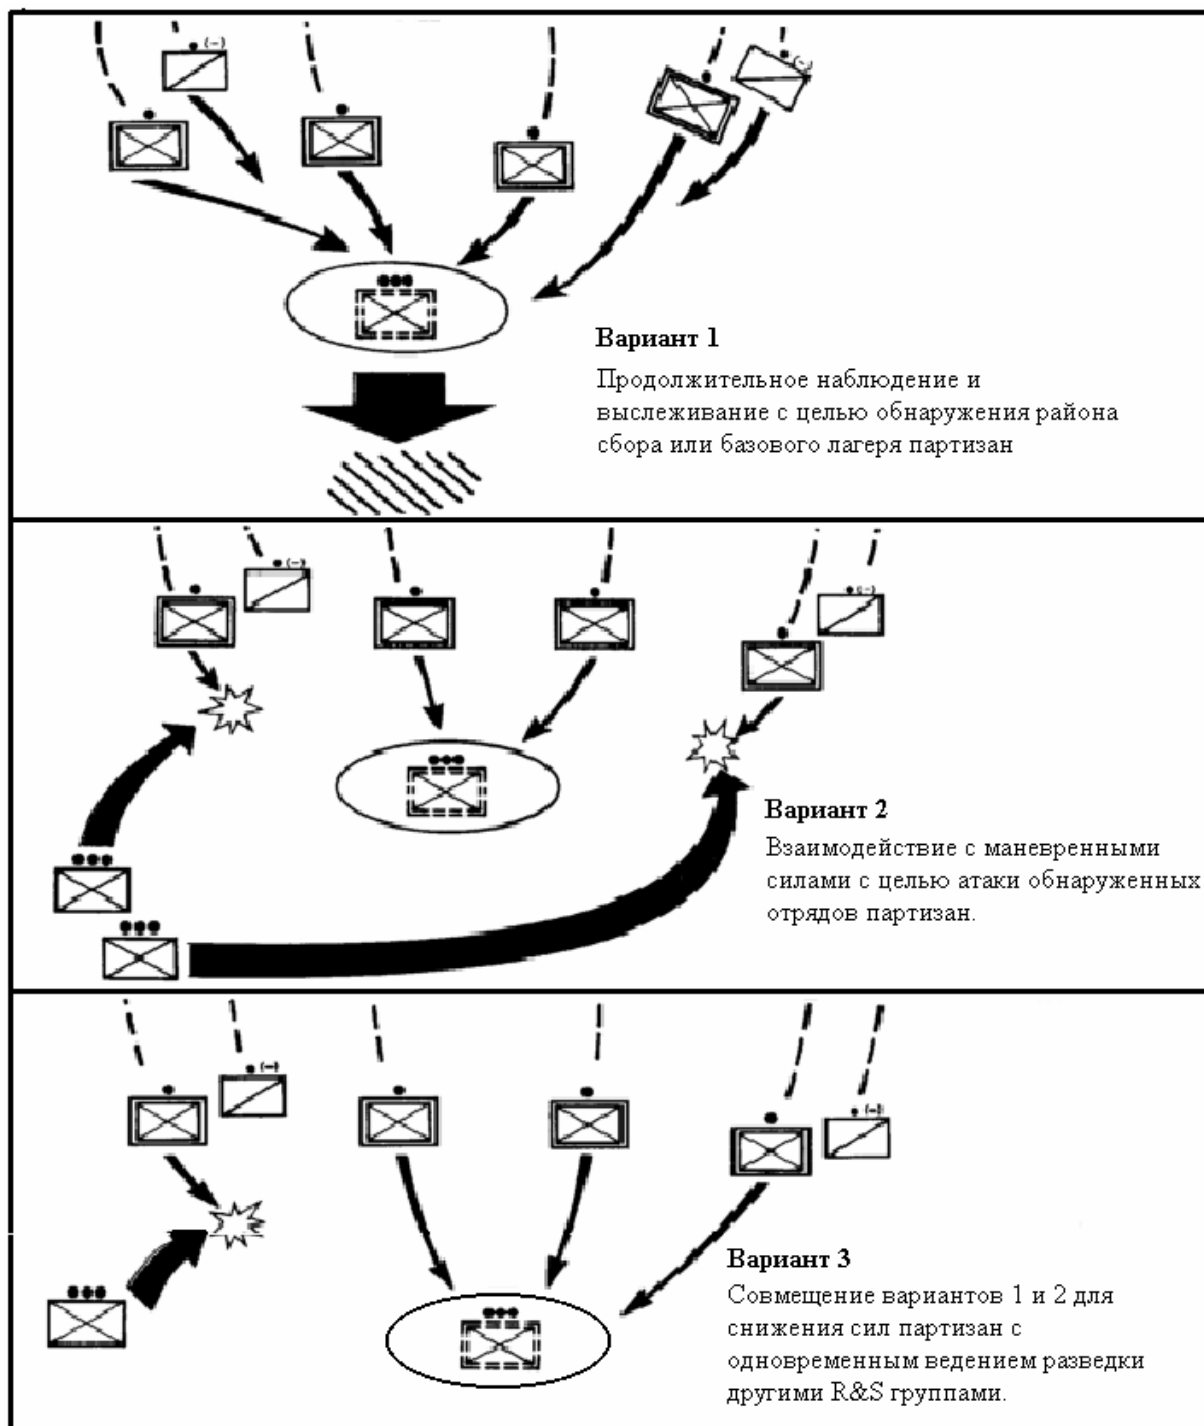 (–)
(–)
Вариант 1
Продолжительное наблюдение и
выслеживание с целью обнаружения района
сбора или базового лагеря партизан
(–)
(–)
Вариант 2
Взаимодействие с маневренными
силами с целью атаки обнаруженных
отрядов партизан.
(–)
(–)
Вариант 3
Совмещение вариантов 1 и 2 для
снижения сил партизан с
одновременным ведением разведки
другими R&S группами.